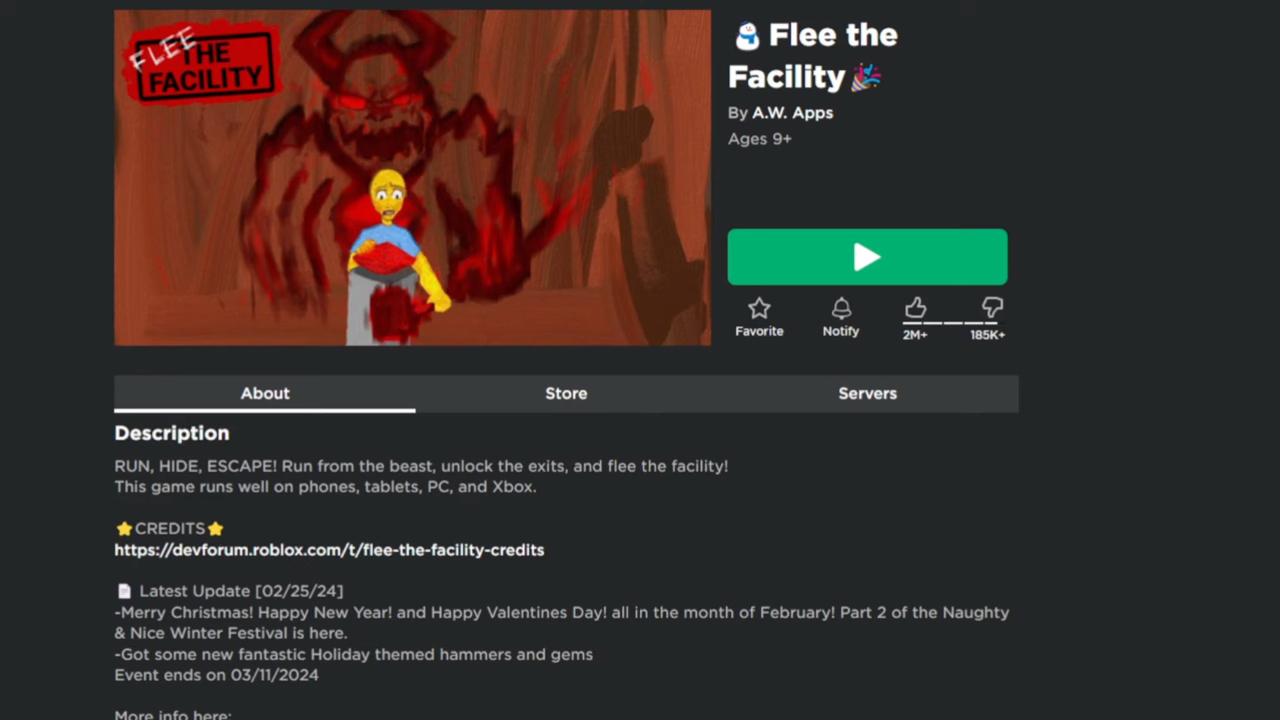 FLEE
THE
FACILITY
Flee the
Facility
By A.W. Apps
Ages 9+
Favorite
Notify
2M+
185K+
About
Store
Servers
Description
RUN, HIDE, ESCAPE! Run from the beast, unlock the exits, and flee the facility!
This game runs well on phones, tablets, PC, and Xbox.
⭐CREDITS⭐
https://devforum.roblox.com/t/flee-the-facility-credits
Latest Update [02/25/24]
-Merry Christmas! Happy New Year! and Happy Valentines Day! all in the month of February! Part 2 of the Naughty
& Nice Winter Festival is here.
-Got some new fantastic Holiday themed hammers and gems
Event ends on 03/11/2024
More info here: